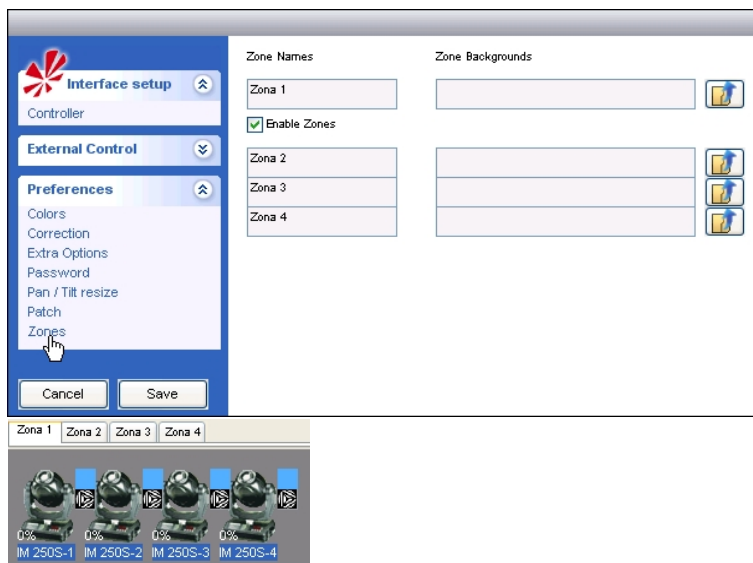 Interface setup
Controller
External Control
Preferences
Colors
Correction
Extra Options
Password
Pan / Tilt resize
Patch
Zones
Cancel Save
Zone Names Zone Backgrounds
Zona 1
Enable Zones
Zona 2
Zona 3
Zona 4
Zona 1 Zona 2 Zona 3 Zona 4
0% 0% 0% 0%
IM 250S-1 IM 250S-2 IM 250S-3 IM 250S-4